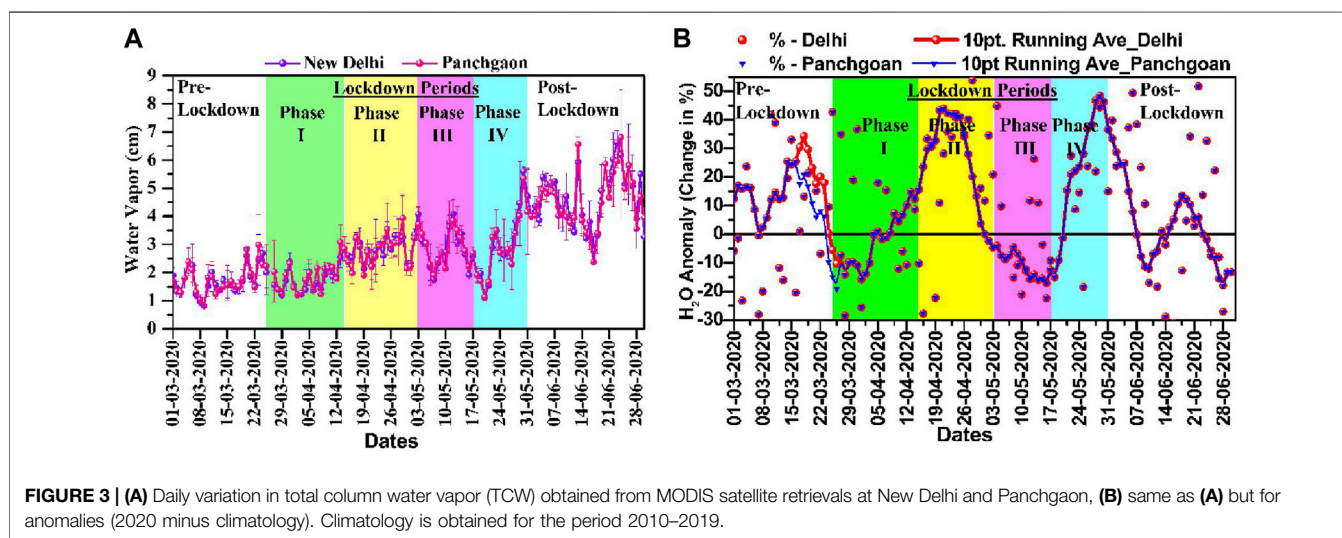 A
New Delhi Panchgaon
Water Vapor (cm)
9
8
7
6
5
4
3
2
1
0
Pre-
Lockdown
Lockdown Periods
Phase
I
Phase
II
Phase
III
Phase
IV
Post-
Lockdown
01-03-2020
08-03-2020
15-03-2020
22-03-2020
29-03-2020
05-04-2020
12-04-2020
19-04-2020
26-04-2020
03-05-2020
10-05-2020
17-05-2020
24-05-2020
31-05-2020
07-06-2020
14-06-2020
21-06-2020
28-06-2020
Dates
B
% - Delhi 10pt. Running Ave_Delhi
% - Panchgoan 10pt Running Ave_Panchgoan
H2O Anomaly (Change in %)
50
40
30
20
10
0
-10
-20
-30
Pre-
Lockdown
Lockdown Periods
Phase
I
Phase
II
Phase
III
Phase
IV
Post-
Lockdown
01-03-2020
08-03-2020
15-03-2020
22-03-2020
29-03-2020
05-04-2020
12-04-2020
19-04-2020
26-04-2020
03-05-2020
10-05-2020
17-05-2020
24-05-2020
31-05-2020
07-06-2020
14-06-2020
21-06-2020
28-06-2020
Dates
FIGURE 3 | (A) Daily variation in total column water vapor (TCW) obtained from MODIS satellite retrievals at New Delhi and Panchgaon, (B) same as (A) but for
anomalies (2020 minus climatology). Climatology is obtained for the period 2010–2019.